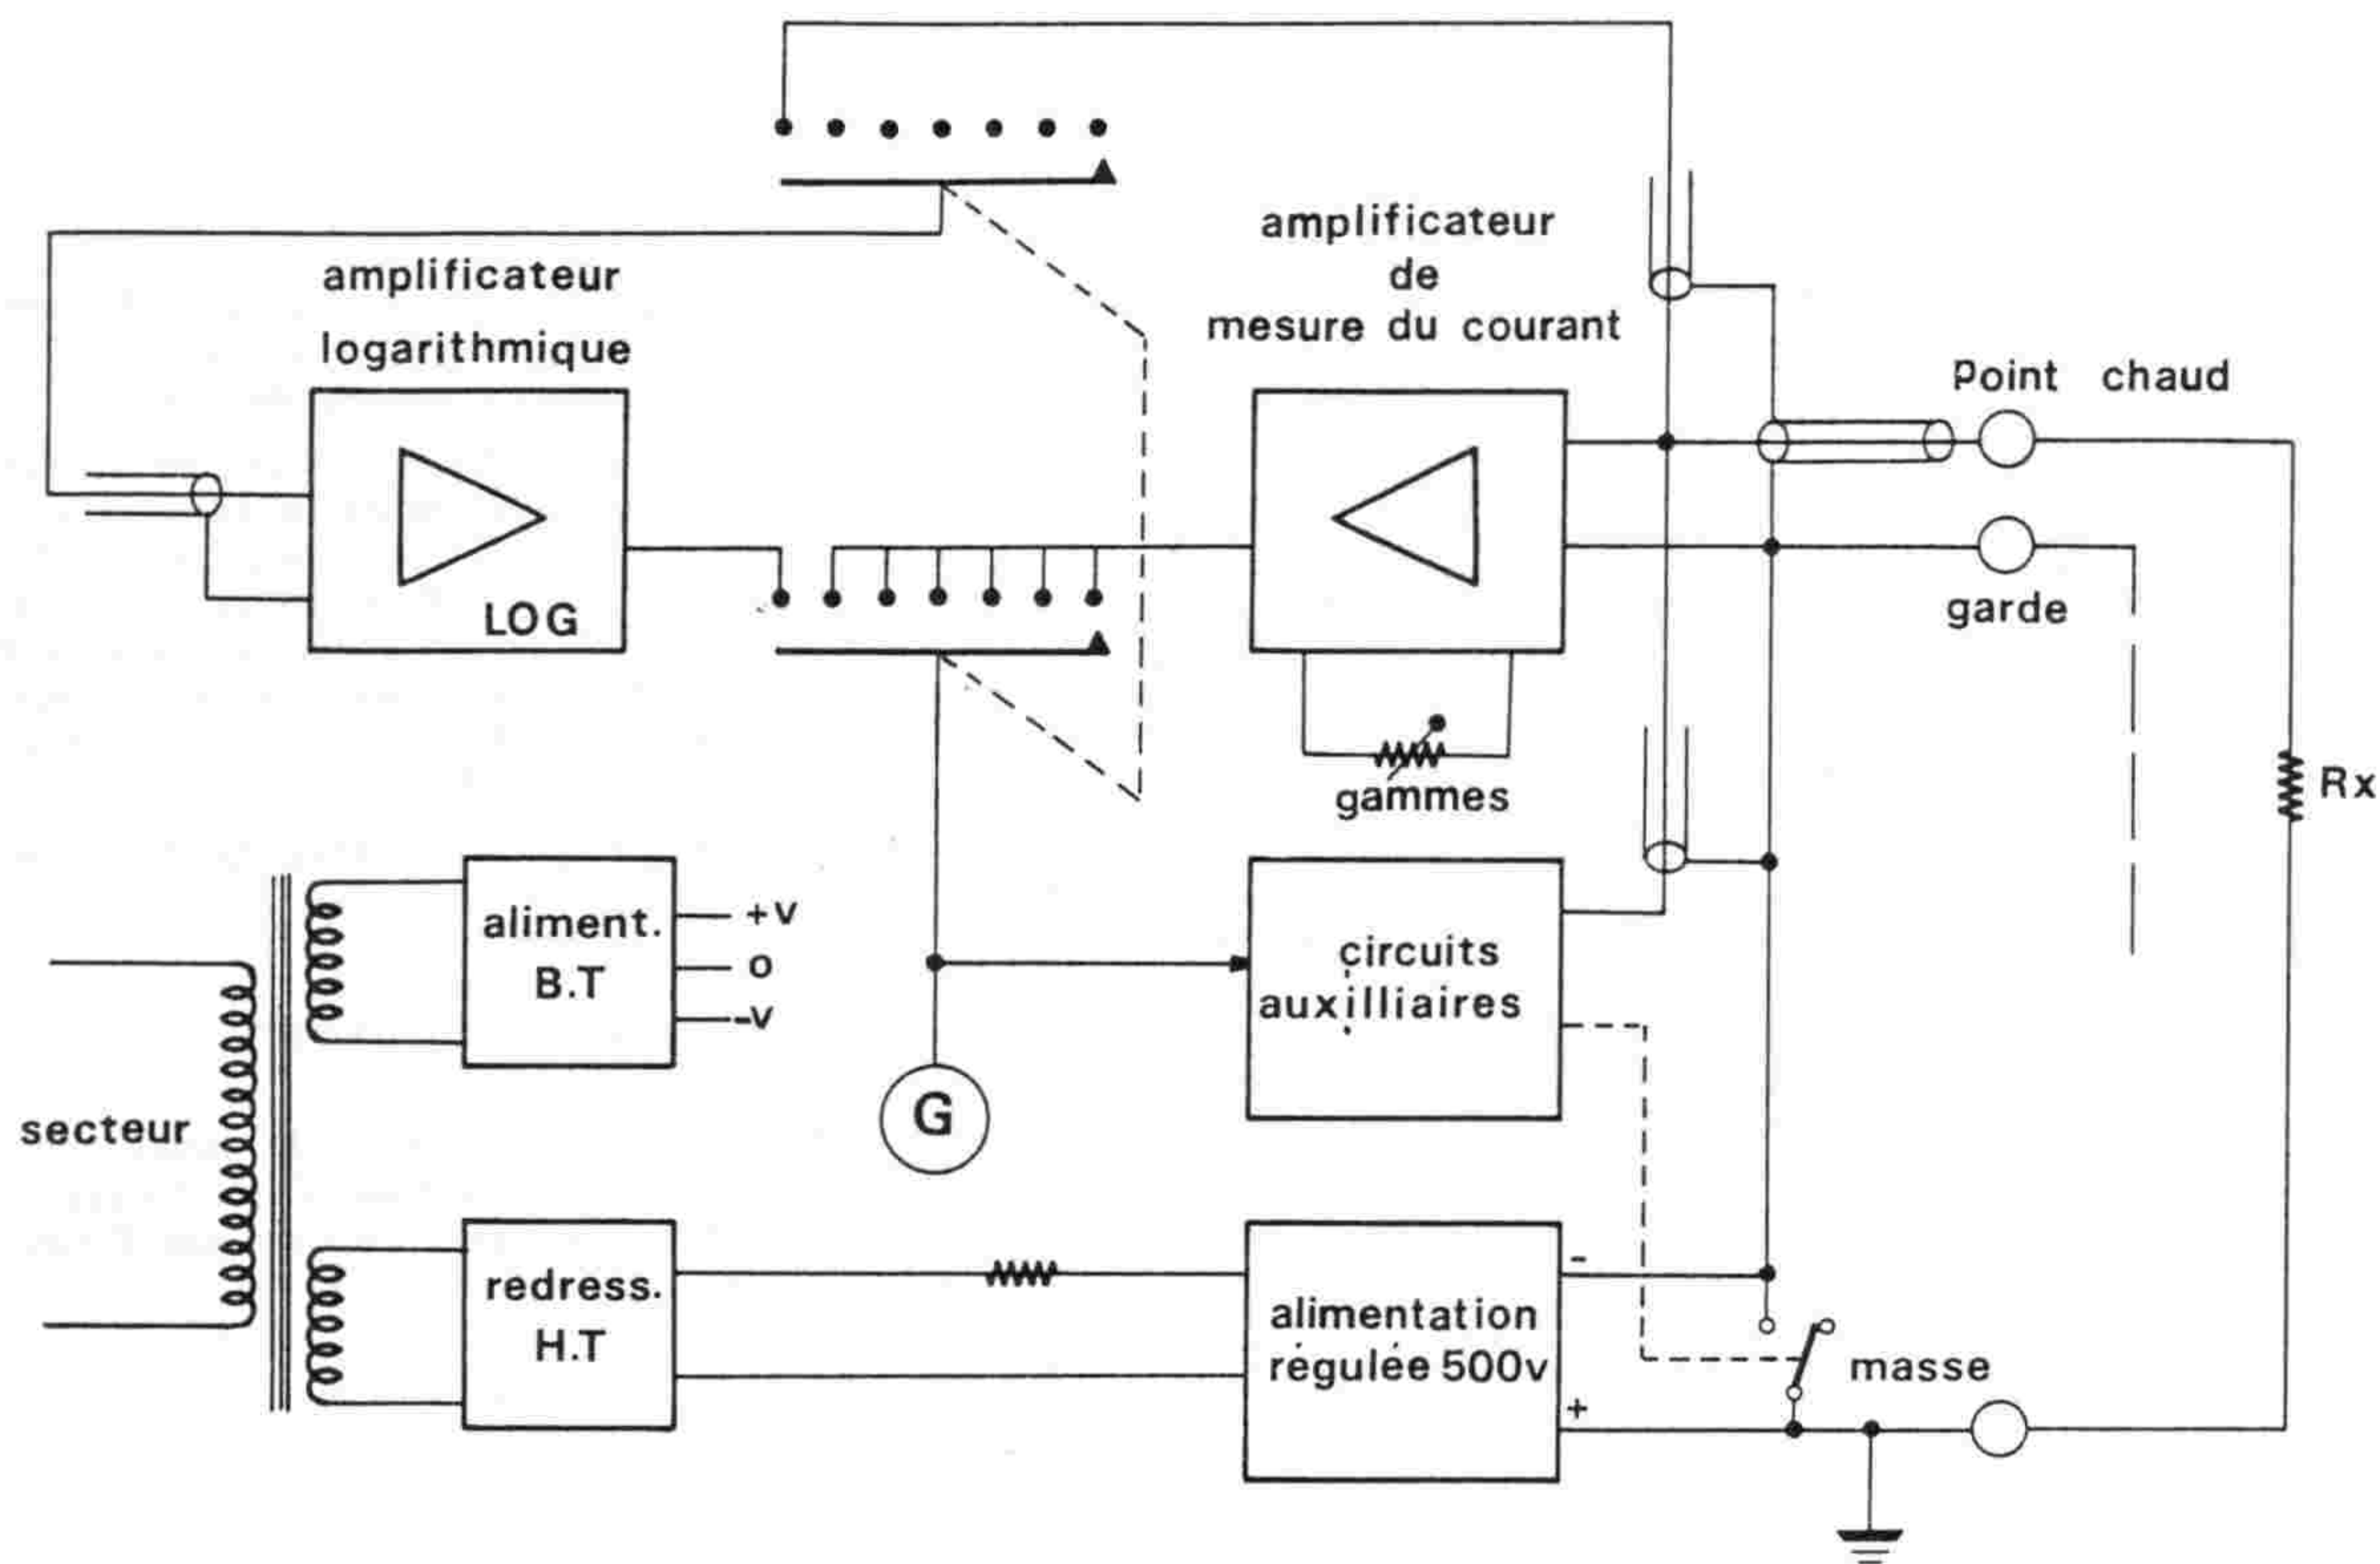 amplificateur
logarithmique
LOG
amplificateur
de
mesure du courant
gammes
Point chaud
garde
Rx
aliment.
B.T
+V
O
-V
secteur
G
circuits
auxilliaires
redress.
H.T
alimentation
régulée 500v
-
+
masse